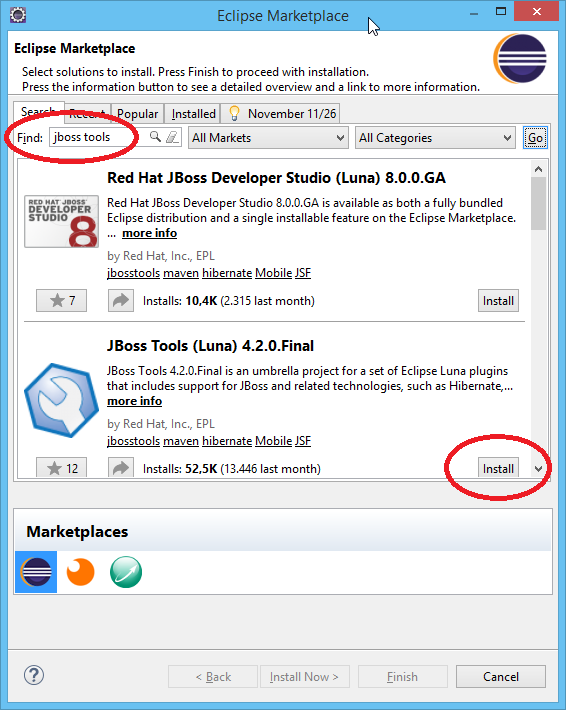 Eclipse Marketplace
Eclipse Marketplace
Select solutions to install. Press Finish to proceed with installation.
Press the information button to see a detailed overview and a link to more information.
Search Recent Popular Installed November 11/26
Find: jboss tools All Markets All Categories Go
Red Hat JBoss Developer Studio (Luna) 8.0.0.GA
RED HAT JBOSS
DEVELOPER
STUDIO 8
Red Hat JBoss Developer Studio 8.0.0.GA is available as both a fully bundled
Eclipse distribution and a single installable feature on the Eclipse Marketplace.
... more info
by Red Hat, Inc., EPL
jbosstools maven hibernate Mobile JSF
7 Installs: 10,4K (2.315 last month) Install
JBoss Tools (Luna) 4.2.0.Final
JBoss Tools 4.2.0.Final is an umbrella project for a set of Eclipse Luna plugins
that includes support for JBoss and related technologies, such as Hibernate,...
more info
by Red Hat, Inc., EPL
jbosstools maven hibernate Mobile JSF
12 Installs: 52,5K (13.446 last month) Install
Marketplaces
? < Back Install Now > Finish Cancel